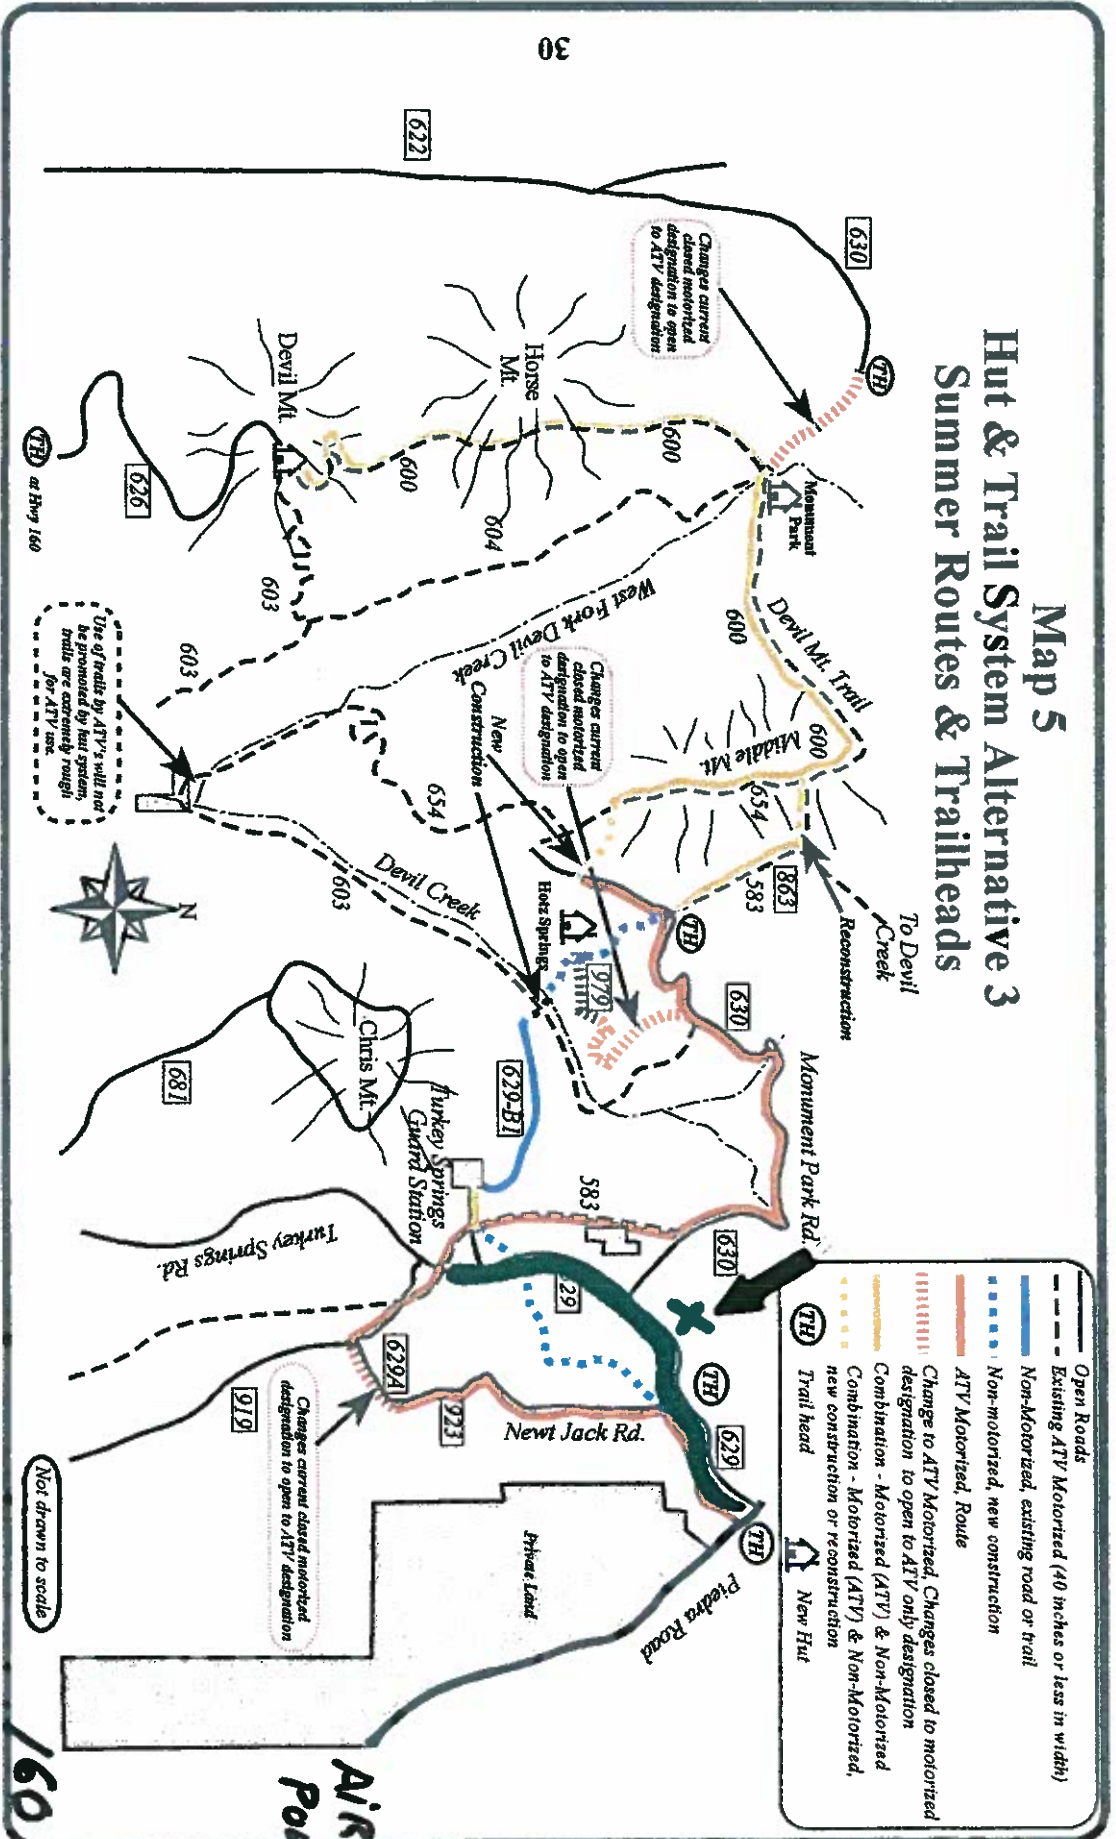 Map 5
Hut & Trail System Alternative 3
Summer Routes & Trailheads
Open Roads
Existing ATV Motorized (40 inches or less in width)
Non-Motorized, existing road or trail
Non-motorized, new construction
ATV Motorized, Route
Change to ATV Motorized, Changes closed to motorized
designation to open to ATV only designation
Combination - Motorized (ATV) & Non-Motorized
Combination - Motorized (ATV) & Non-Motorized,
new construction or reconstruction
TH Trail head
New Hut
630
TH
Changes current
closed motorized
designation to open
to ATV designation
622
Monument
Park
600
Horse
Mt.
600
Devil Mt.
604
603
626
TH at Hwy 160
603
Use of trails by ATV's will not
be promoted by hut system,
trails are extremely rough
for ATV use.
West Fork Devil Creek
600
Devil Mt. Trail
600
Middle Mt.
654
To Devil
Creek
Reconstruction
863
583
TH
Changes current
closed motorized
designation to open
to ATV designation
New
Construction
654
Hotz Springs
979
Devil Creek
603
N
630
Monument Park Rd.
629-B1
Chris Mt.
681
Turkey Springs
Guard Station
583
630
Turkey Springs Rd.
29
TH
629
629A
923
Newt Jack Rd.
919
Changes current closed motorized
designation to open to ATV designation
TH
Piedra Road
Private Land
Not drawn to scale
AiR
Poi
160
30